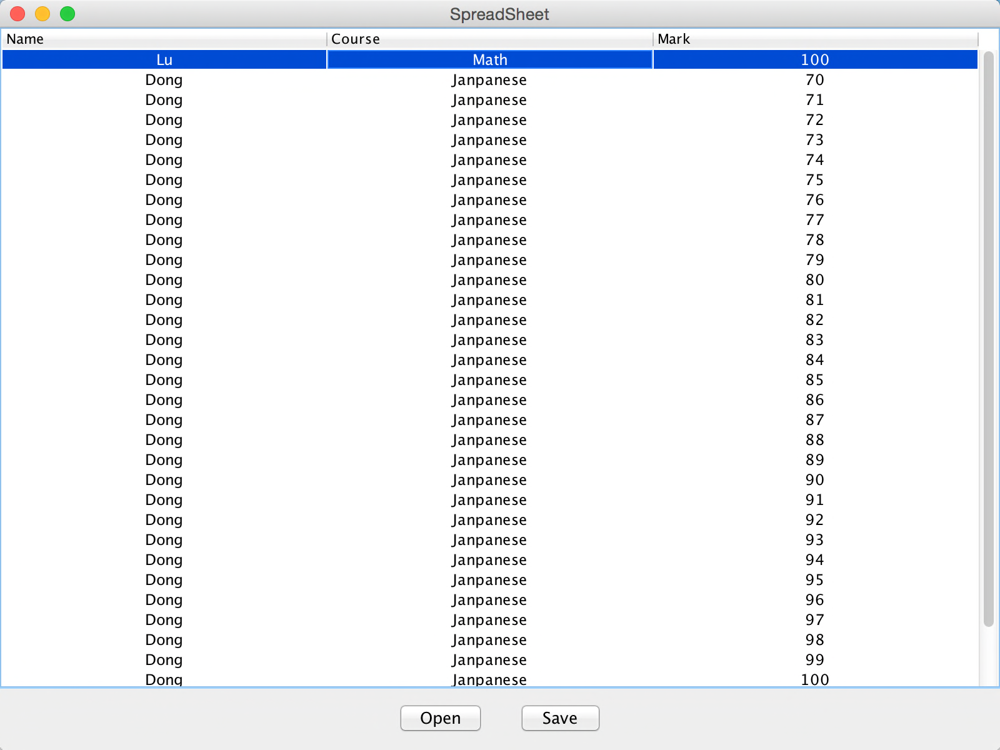 SpreadSheet
Name Course Mark
Lu Math 100
Dong Janpanese 70
Dong Janpanese 71
Dong Janpanese 72
Dong Janpanese 73
Dong Janpanese 74
Dong Janpanese 75
Dong Janpanese 76
Dong Janpanese 77
Dong Janpanese 78
Dong Janpanese 79
Dong Janpanese 80
Dong Janpanese 81
Dong Janpanese 82
Dong Janpanese 83
Dong Janpanese 84
Dong Janpanese 85
Dong Janpanese 86
Dong Janpanese 87
Dong Janpanese 88
Dong Janpanese 89
Dong Janpanese 90
Dong Janpanese 91
Dong Janpanese 92
Dong Janpanese 93
Dong Janpanese 94
Dong Janpanese 95
Dong Janpanese 96
Dong Janpanese 97
Dong Janpanese 98
Dong Janpanese 99
Dong Janpanese 100
Open Save